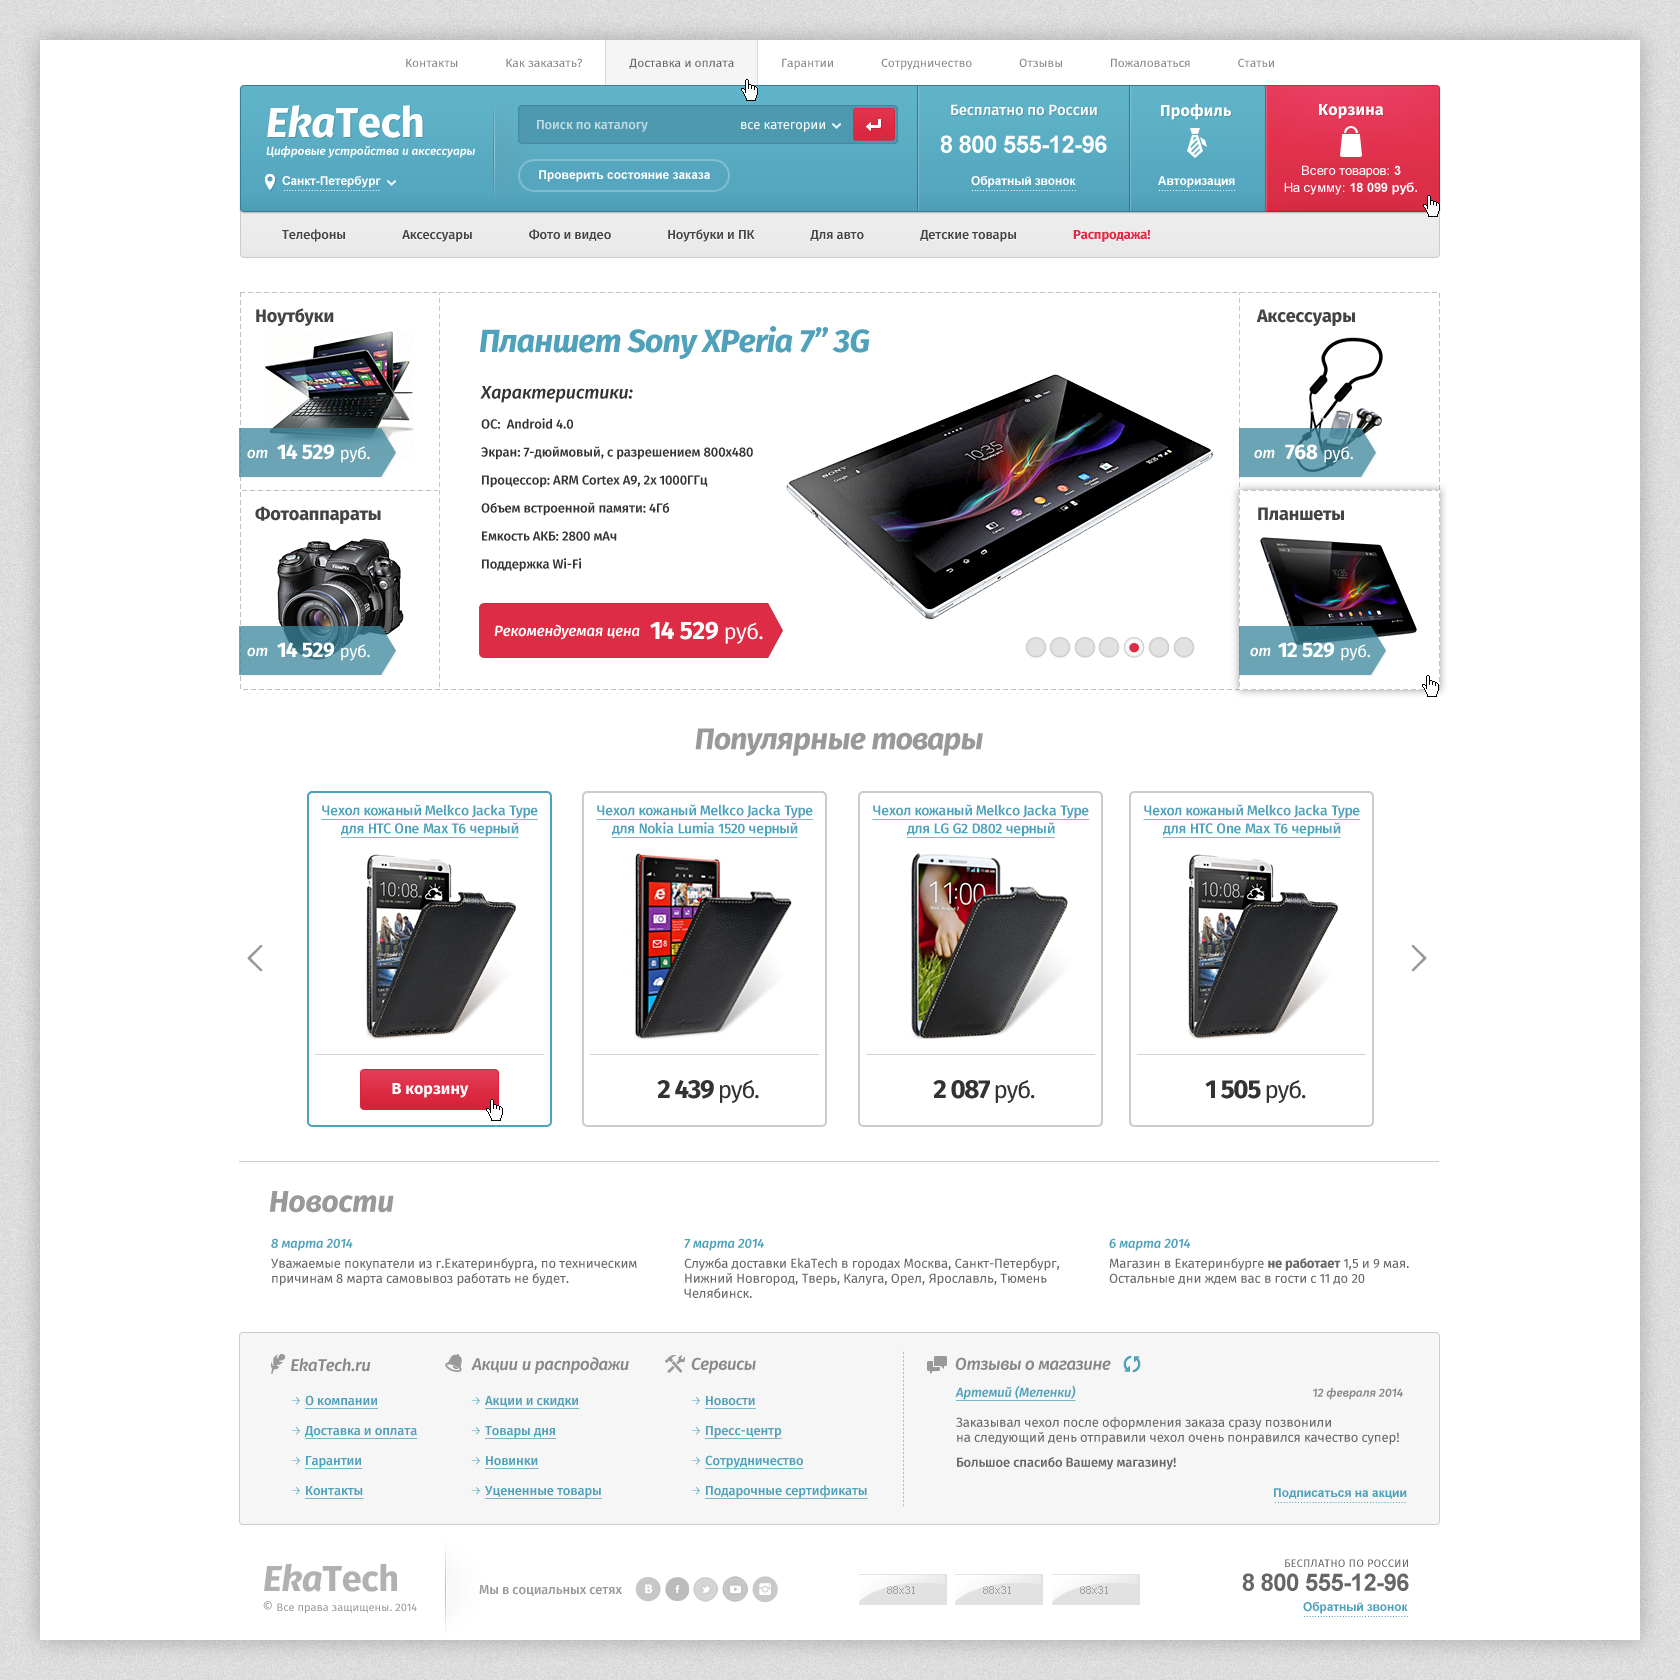 Контакты
Как заказать?
Доставка и оплата
Гарантии
Сотрудничество
Отзывы
Пожаловаться
Статьи
EkaTech
Цифровые устройства и аксессуары
Санкт-Петербург
Поиск по каталогу
все категории
Проверить состояние заказа
Бесплатно по России
8 800 555-12-96
Обратный звонок
Профиль
Авторизация
Корзина
Всего товаров: 3
На сумму: 18 099 руб.
Телефоны
Аксессуары
Фото и видео
Ноутбуки и ПК
Для авто
Детские товары
Распродажа!
Ноутбуки
от 14 529 руб.
Фотоаппараты
от 14 529 руб.
Планшет Sony XPeria 7” 3G
Характеристики:
ОС: Android 4.0
Экран: 7-дюймовый, с разрешением 800x480
Процессор: ARM Cortex A9, 2x 1000ГГц
Объем встроенной памяти: 4Гб
Емкость АКБ: 2800 мАч
Поддержка Wi-Fi
Рекомендуемая цена 14 529 руб.
SONY
10:35
Аксессуары
от 768 руб.
Планшеты
от 12 529 руб.
Популярные товары
Чехол кожаный Melkco Jacka Type
для HTC One Max T6 черный
10:08
В корзину
Чехол кожаный Melkco Jacka Type
для Nokia Lumia 1520 черный
2 439 руб.
Чехол кожаный Melkco Jacka Type
для LG G2 D802 черный
11:00
2 087 руб.
Чехол кожаный Melkco Jacka Type
для HTC One Max T6 черный
10:08
1 505 руб.
Новости
8 марта 2014
Уважаемые покупатели из г.Екатеринбурга, по техническим
причинам 8 марта самовывоз работать не будет.
7 марта 2014
Служба доставки EkaTech в городах Москва, Санкт-Петербург,
Нижний Новгород, Тверь, Калуга, Орел, Ярославль, Тюмень
Челябинск.
6 марта 2014
Магазин в Екатеринбурге не работает 1,5 и 9 мая.
Остальные дни ждем вас в гости с 11 до 20
EkaTech.ru
О компании
Доставка и оплата
Гарантии
Контакты
Акции и распродажи
Акции и скидки
Товары дня
Новинки
Уцененные товары
Сервисы
Новости
Пресс-центр
Сотрудничество
Подарочные сертификаты
Отзывы о магазине
Артемий (Меленки)
12 февраля 2014
Заказывал чехол после оформления заказа сразу позвонили
на следующий день отправили чехол очень понравился качество супер!
Большое спасибо Вашему магазину!
Подписаться на акции
EkaTech
© Все права защищены. 2014
Мы в социальных сетях
88x31
88x31
88x31
БЕСПЛАТНО ПО РОССИИ
8 800 555-12-96
Обратный звонок